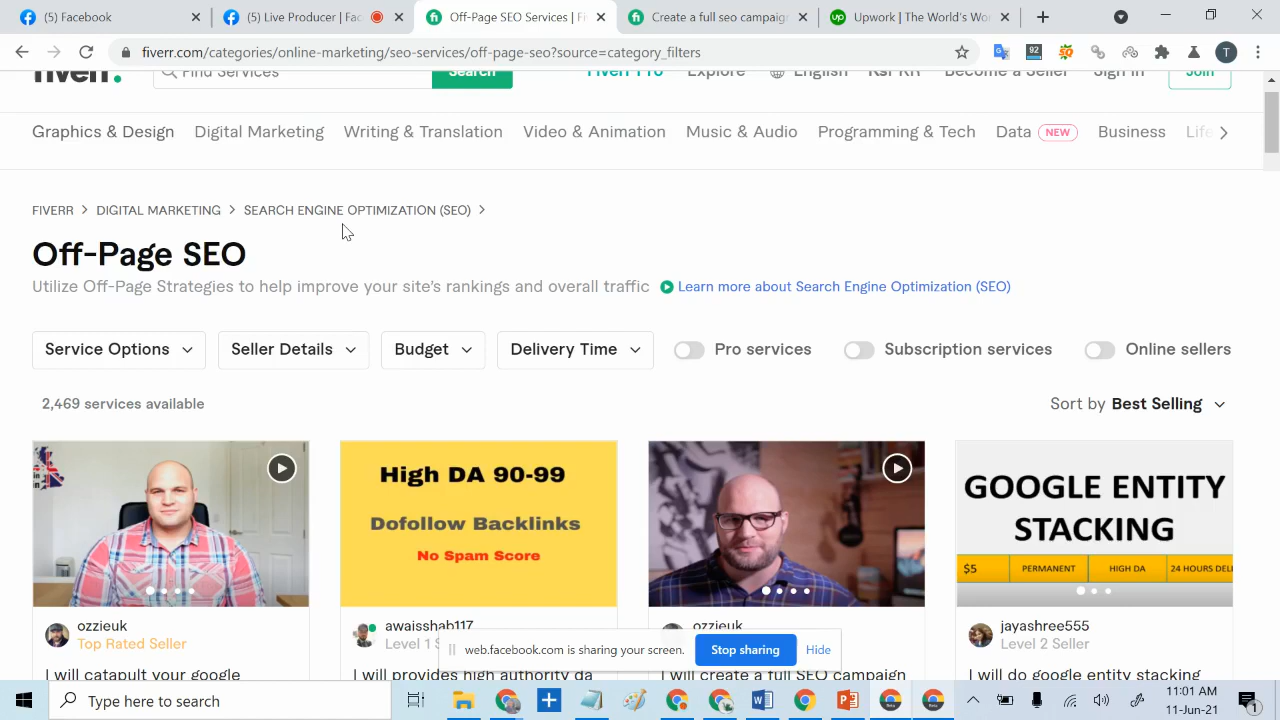 (5) Facebook
(5) Live Producer | Fac
Off-Page SEO Services | Fi
Create a full seo campaign
Upwork | The World's Wo
fiverr.com/categories/online-marketing/seo-services/off-page-seo?source=category_filters
92
T
fiverr.
Find Services
Search
Fiverr Pro
Explore
English
Become a Seller
Sign in
Join
Graphics & Design
Digital Marketing
Writing & Translation
Video & Animation
Music & Audio
Programming & Tech
Data NEW
Business
Life
FIVERR > DIGITAL MARKETING > SEARCH ENGINE OPTIMIZATION (SEO) >
Off-Page SEO
Utilize Off-Page Strategies to help improve your site's rankings and overall traffic
Learn more about Search Engine Optimization (SEO)
Service Options
Seller Details
Budget
Delivery Time
Pro services
Subscription services
Online sellers
2,469 services available
Sort by Best Selling
High DA 90-99
Dofollow Backlinks
No Spam Score
GOOGLE ENTITY
STACKING
$5
PERMANENT
HIGH DA
24 HOURS DELI
ozzieuk
Top Rated Seller
awaisshab117
Level 1 S
ozzieuk
jayashree555
Level 2 Seller
web.facebook.com is sharing your screen.
Stop sharing
Hide
I will catapult your google
I will provides high authority da
I will create a full SEO campaign
I will do google entity stacking
Type here to search
11:01 AM
11-Jun-21
1